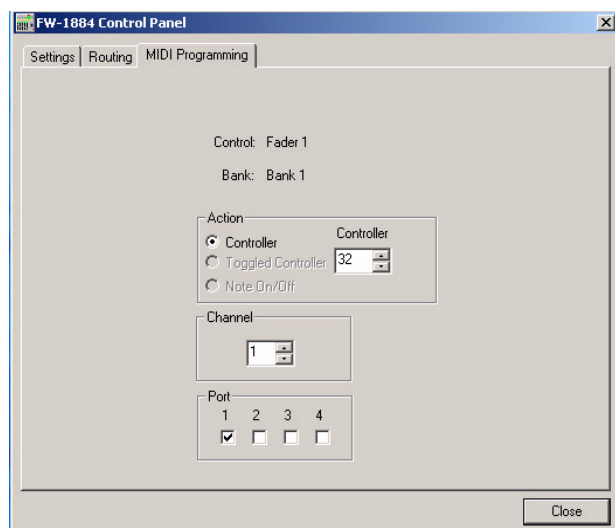 FW-1884 Control Panel
Settings Routing MIDI Programming
Control: Fader 1
Bank: Bank 1
Action
Controller
Controller
Toggled Controller
32
Note On/Off
Channel
1
Port
1 2 3 4
Close